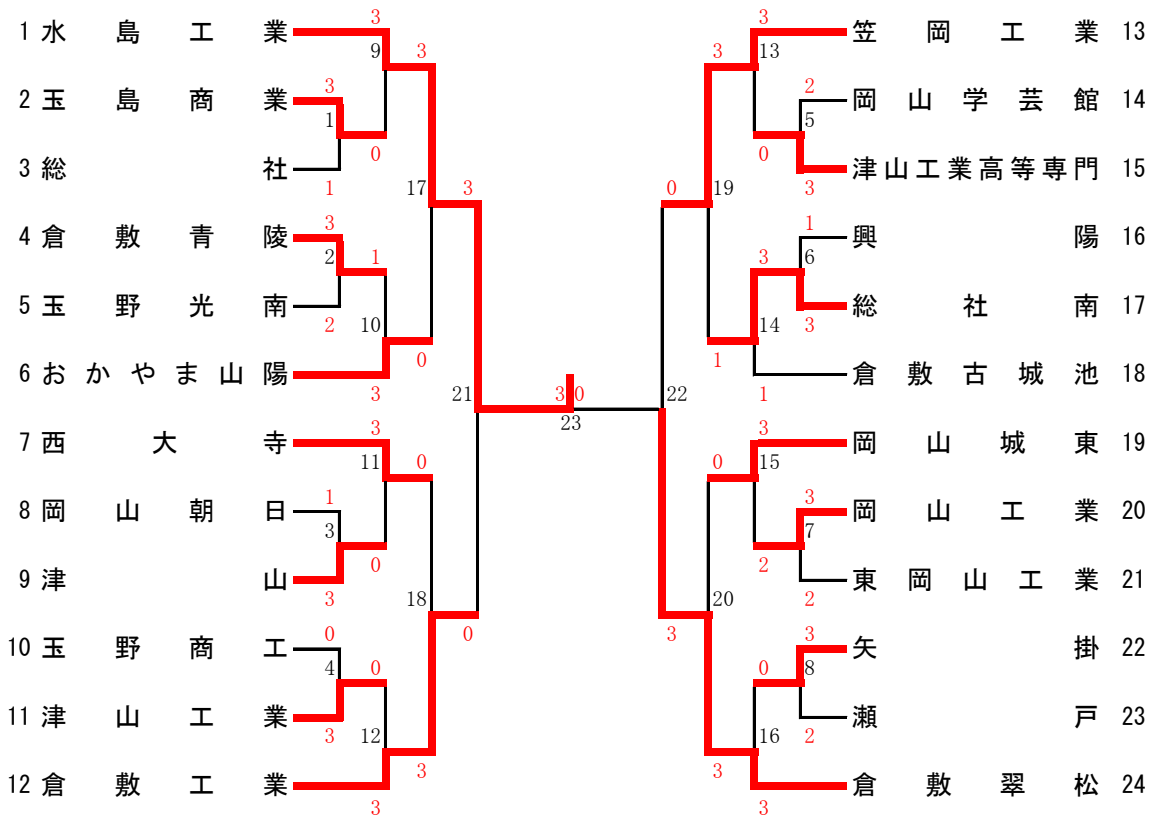 1 水島工業
2 玉島商業
3 総社
4 倉敷青陵
5 玉野光南
6 おかやま山陽
7 西大寺
8 岡山朝日
9 津山
10 玉野商工
11 津山工業
12 倉敷工業
3
9
3
3
1
0
1
17
3
3
2
1
10
2
0
3
21
3
11
0
1
3
0
3
18
0
0
4
0
3
12
3
3
3 0
23
笠岡工業 13
岡山学芸館 14
津山工業高等専門 15
興陽 16
総社南 17
倉敷古城池 18
岡山城東 19
岡山工業 20
東岡山工業 21
矢掛 22
瀬戸 23
倉敷翠松 24
3
3
13
2
5
0
3
0
19
1
3
6
14
3
1
1
22
3
0
15
3
7
2
2
20
3
3
0
8
16
2
3
3